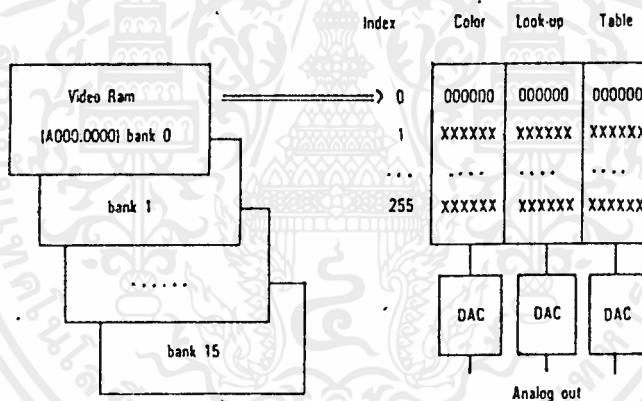 Index Color Look-up Table
Video Ram
(A000.0000) bank 0
bank 1
......
bank 15
0 000000 000000 000000
1 XXXXXX XXXXXX XXXXXX
... .... .... ....
255 XXXXXX XXXXXX XXXXXX
DAC DAC DAC
Analog out